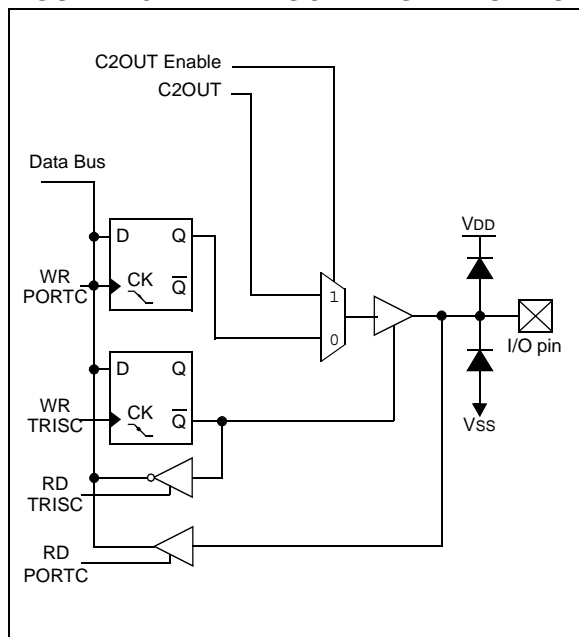 C2OUT Enable
C2OUT
Data Bus
D Q
WR
PORTC
CK
Q̅
1
0
VDD
I/O pin
VSS
D Q
WR
TRISC
CK
Q̅
RD
TRISC
RD
PORTC